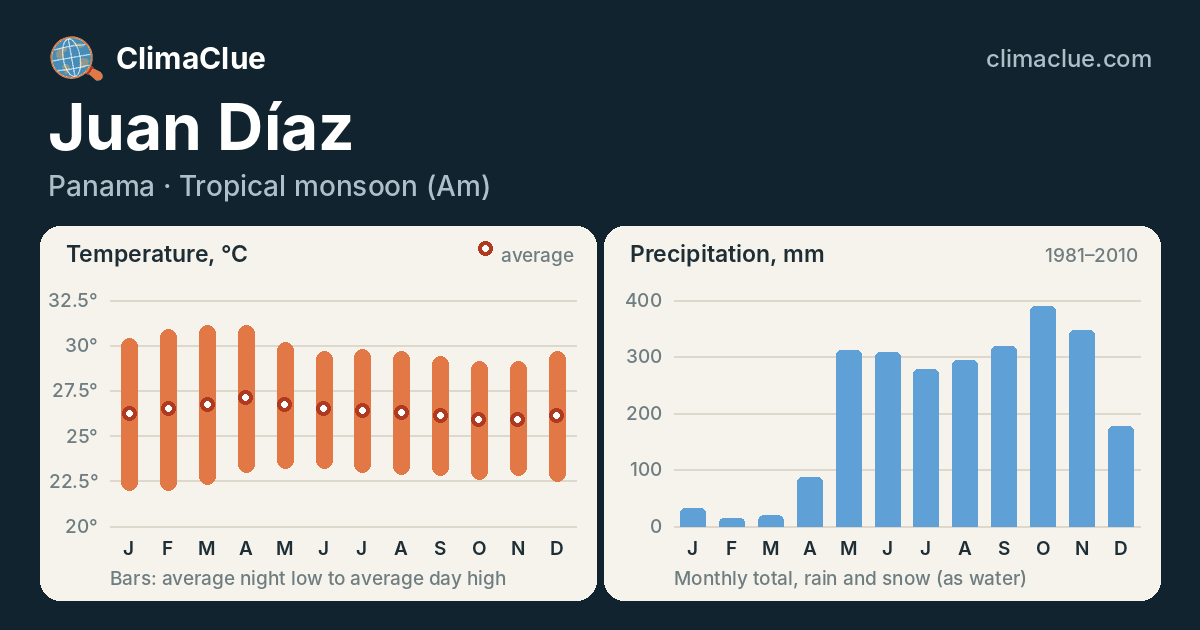 ClimaClue
climaclue.com
Juan Díaz
Panama · Tropical monsoon (Am)
Temperature, °C
average
32.5°
30°
27.5°
25°
22.5°
20°
J F M A M J J A S O N D
Bars: average night low to average day high
Precipitation, mm
1981–2010
400
300
200
100
0
J F M A M J J A S O N D
Monthly total, rain and snow (as water)